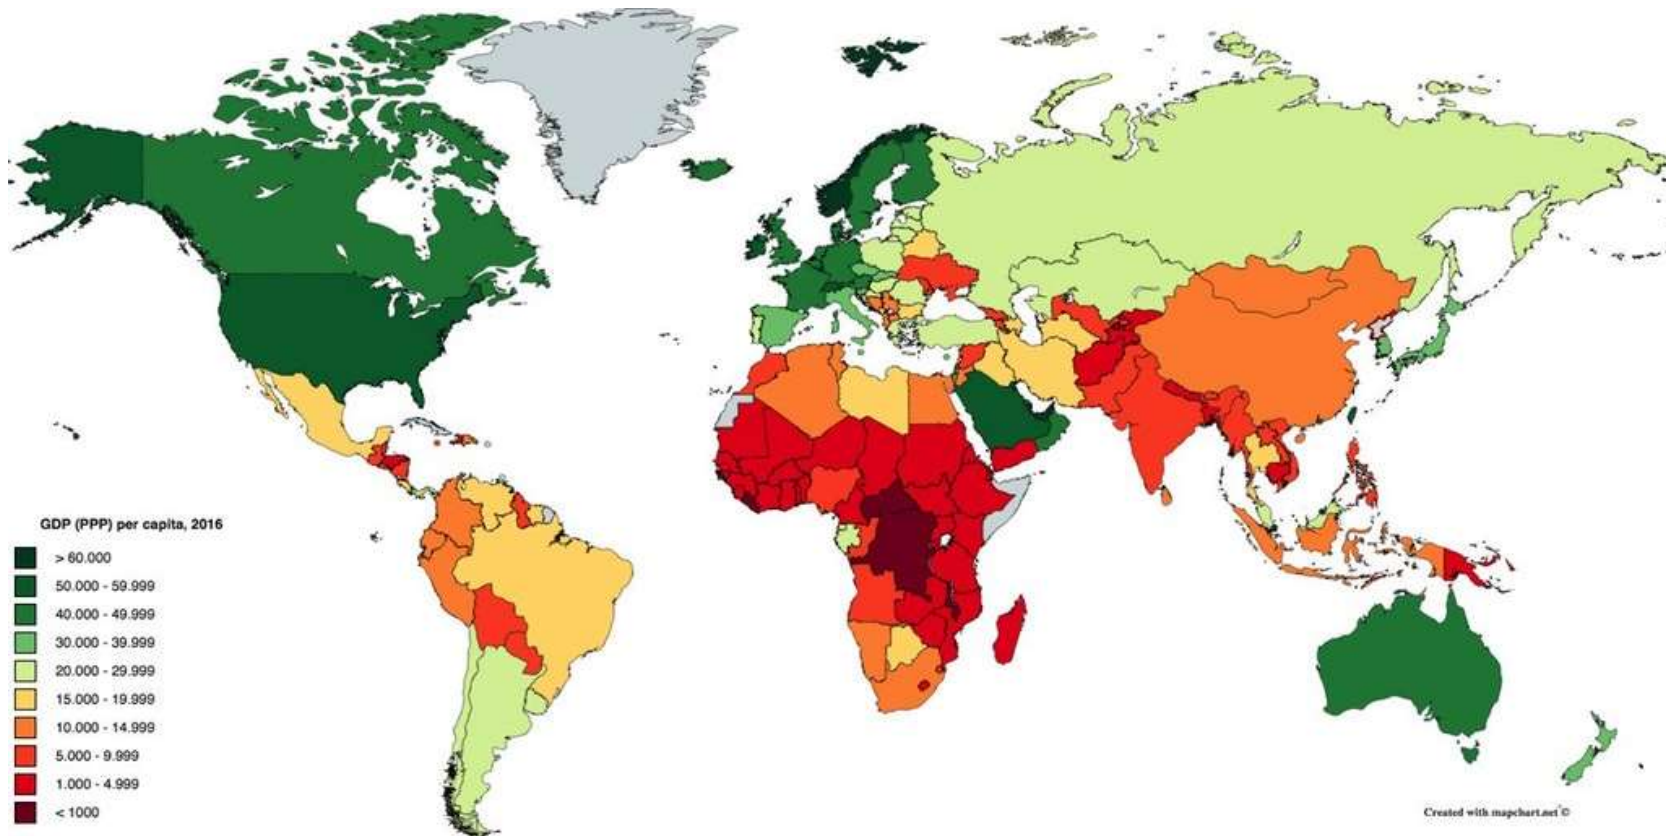 GDP (PPP) per capita, 2016
> 60.000
50.000 - 59.999
40.000 - 49.999
30.000 - 39.999
20.000 - 29.999
15.000 - 19.999
10.000 - 14.999
5.000 - 9.999
1.000 - 4.999
< 1000
Created with mapchart.net ©